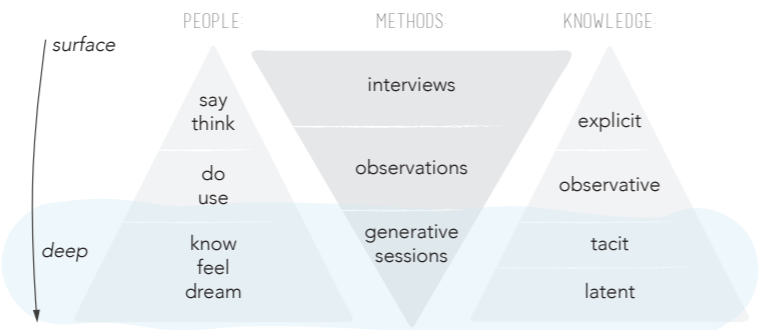 PEOPLE:
METHODS
KNOWLEDGE
surface
say
think
do
use
know
feel
dream
interviews
observations
generative
sessions
explicit
observative
tacit
latent
deep